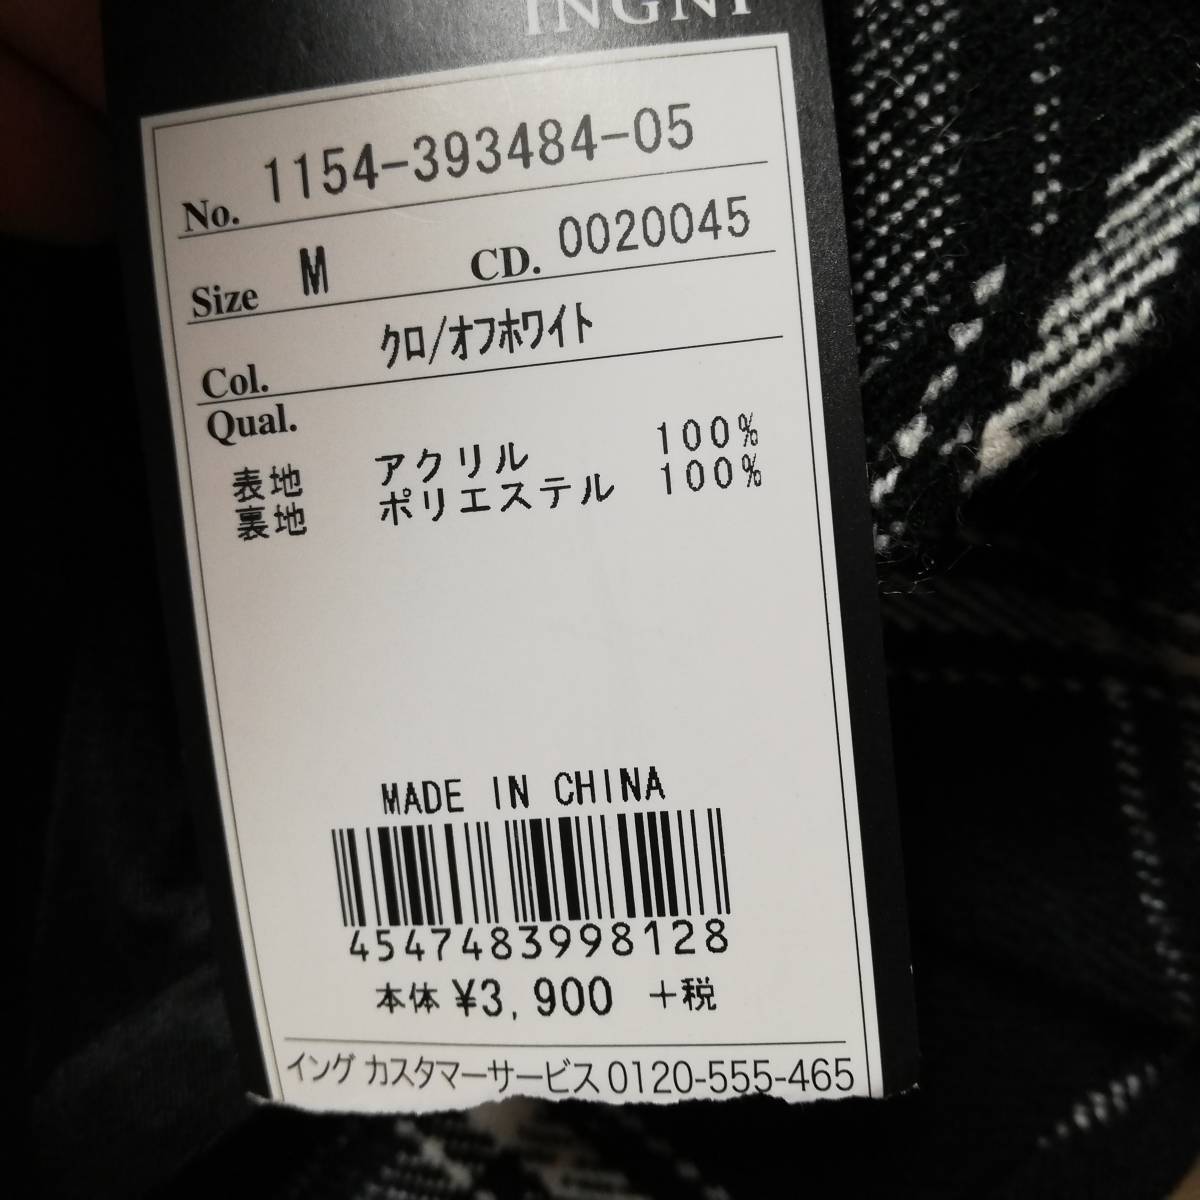 INGNI
No. 1154-393484-05
Size M CD. 0020045
Col. クロ/オフホワイト
Qual.
表地 アクリル 100%
裏地 ポリエステル 100%
MADE IN CHINA
4547483998128
本体 ¥3,900 +税
イング カスタマーサービス 0120-555-465